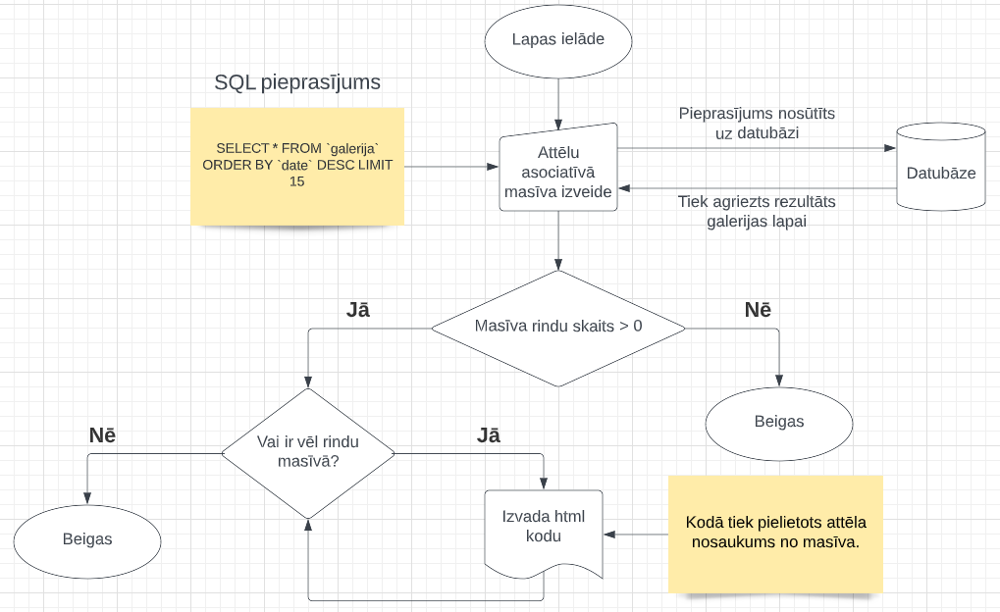 Lapas ielāde
SQL pieprasījums
SELECT * FROM `galerija`
ORDER BY `date` DESC LIMIT
15
Attēlu
asociatīvā
masīva izveide
Pieprasījums nosūtīts
uz datubāzi
Datubāze
Tiek agriezts rezultāts
galerijas lapai
Masīva rindu skaits > 0
Jā
Nē
Beigas
Vai ir vēl rindu
masīvā?
Nē
Jā
Beigas
Izvada html
kodu
Kodā tiek pielietots attēla
nosaukums no masīva.